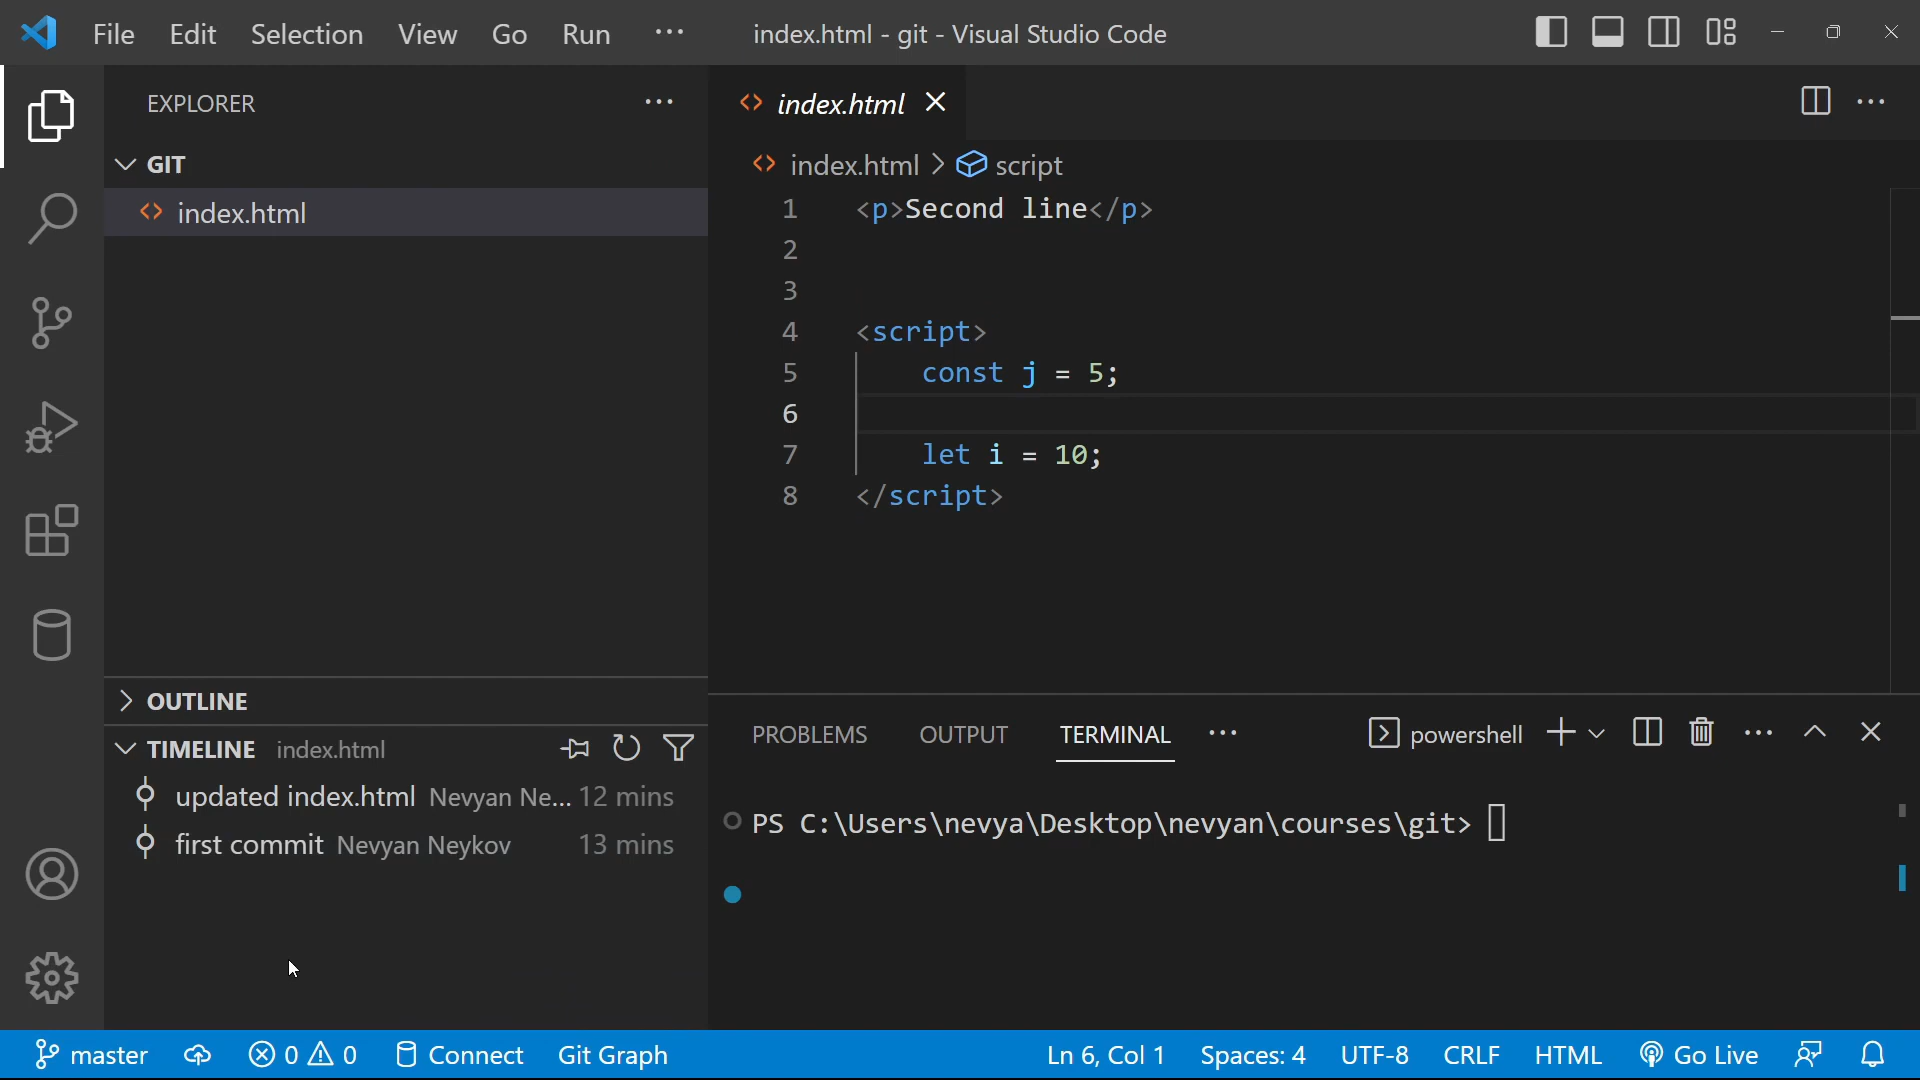 File Edit Selection View Go Run ··· index.html - git - Visual Studio Code
EXPLORER ···
GIT
index.html
OUTLINE
TIMELINE index.html
updated index.html Nevyan Ne... 12 mins
first commit Nevyan Neykov 13 mins
index.html
index.html > script
1 <p>Second line</p>
2
3
4 <script>
5 const j = 5;
6
7 let i = 10;
8 </script>
PROBLEMS OUTPUT TERMINAL ··· powershell
PS C:\Users\nevya\Desktop\nevyan\courses\git>
master 0 0 Connect Git Graph Ln 6, Col 1 Spaces: 4 UTF-8 CRLF HTML Go Live